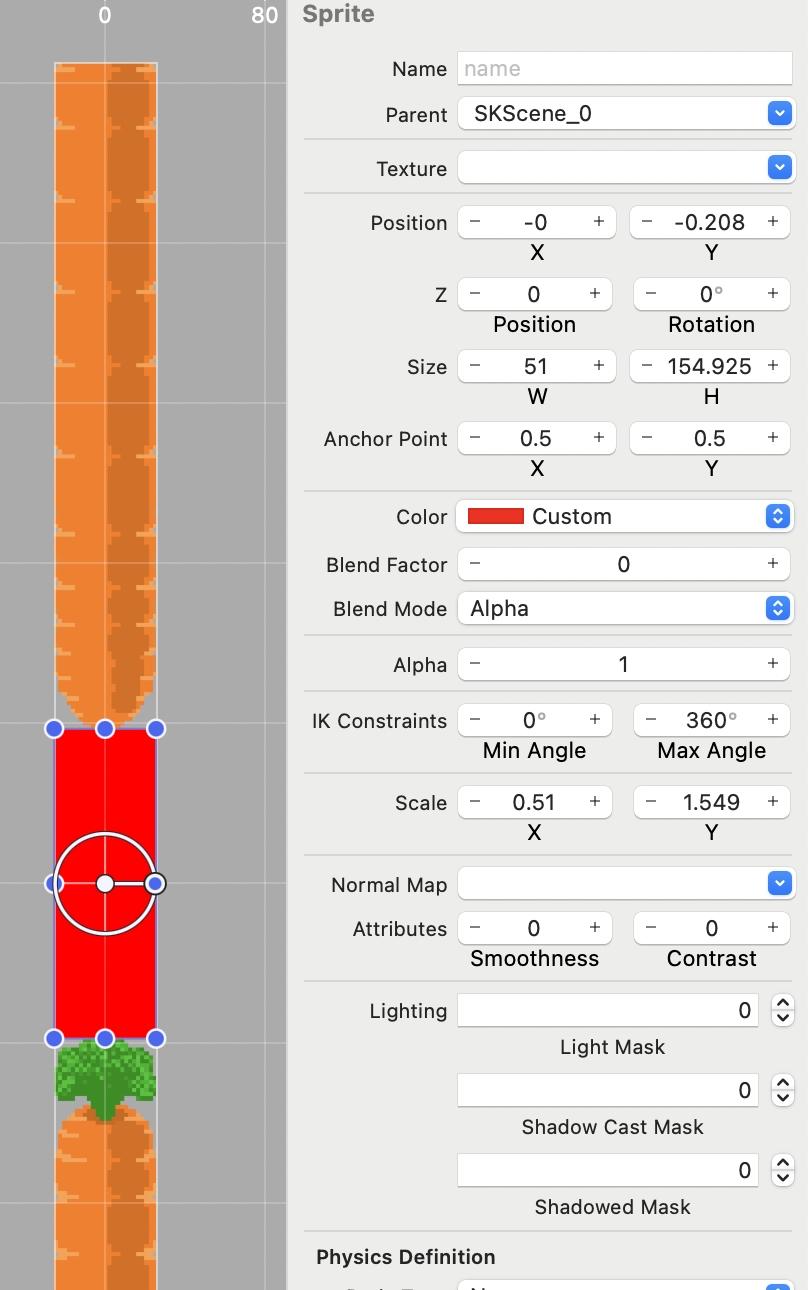 0 80
Sprite
Name name
Parent SKScene_0
Texture
Position − -0 + − -0.208 +
X Y
Z − 0 + − 0° +
Position Rotation
Size − 51 + − 154.925 +
W H
Anchor Point − 0.5 + − 0.5 +
X Y
Color Custom
Blend Factor − 0 +
Blend Mode Alpha
Alpha − 1 +
IK Constraints − 0° + − 360° +
Min Angle Max Angle
Scale − 0.51 + − 1.549 +
X Y
Normal Map
Attributes − 0 + − 0 +
Smoothness Contrast
Lighting 0
Light Mask
0
Shadow Cast Mask
0
Shadowed Mask
Physics Definition